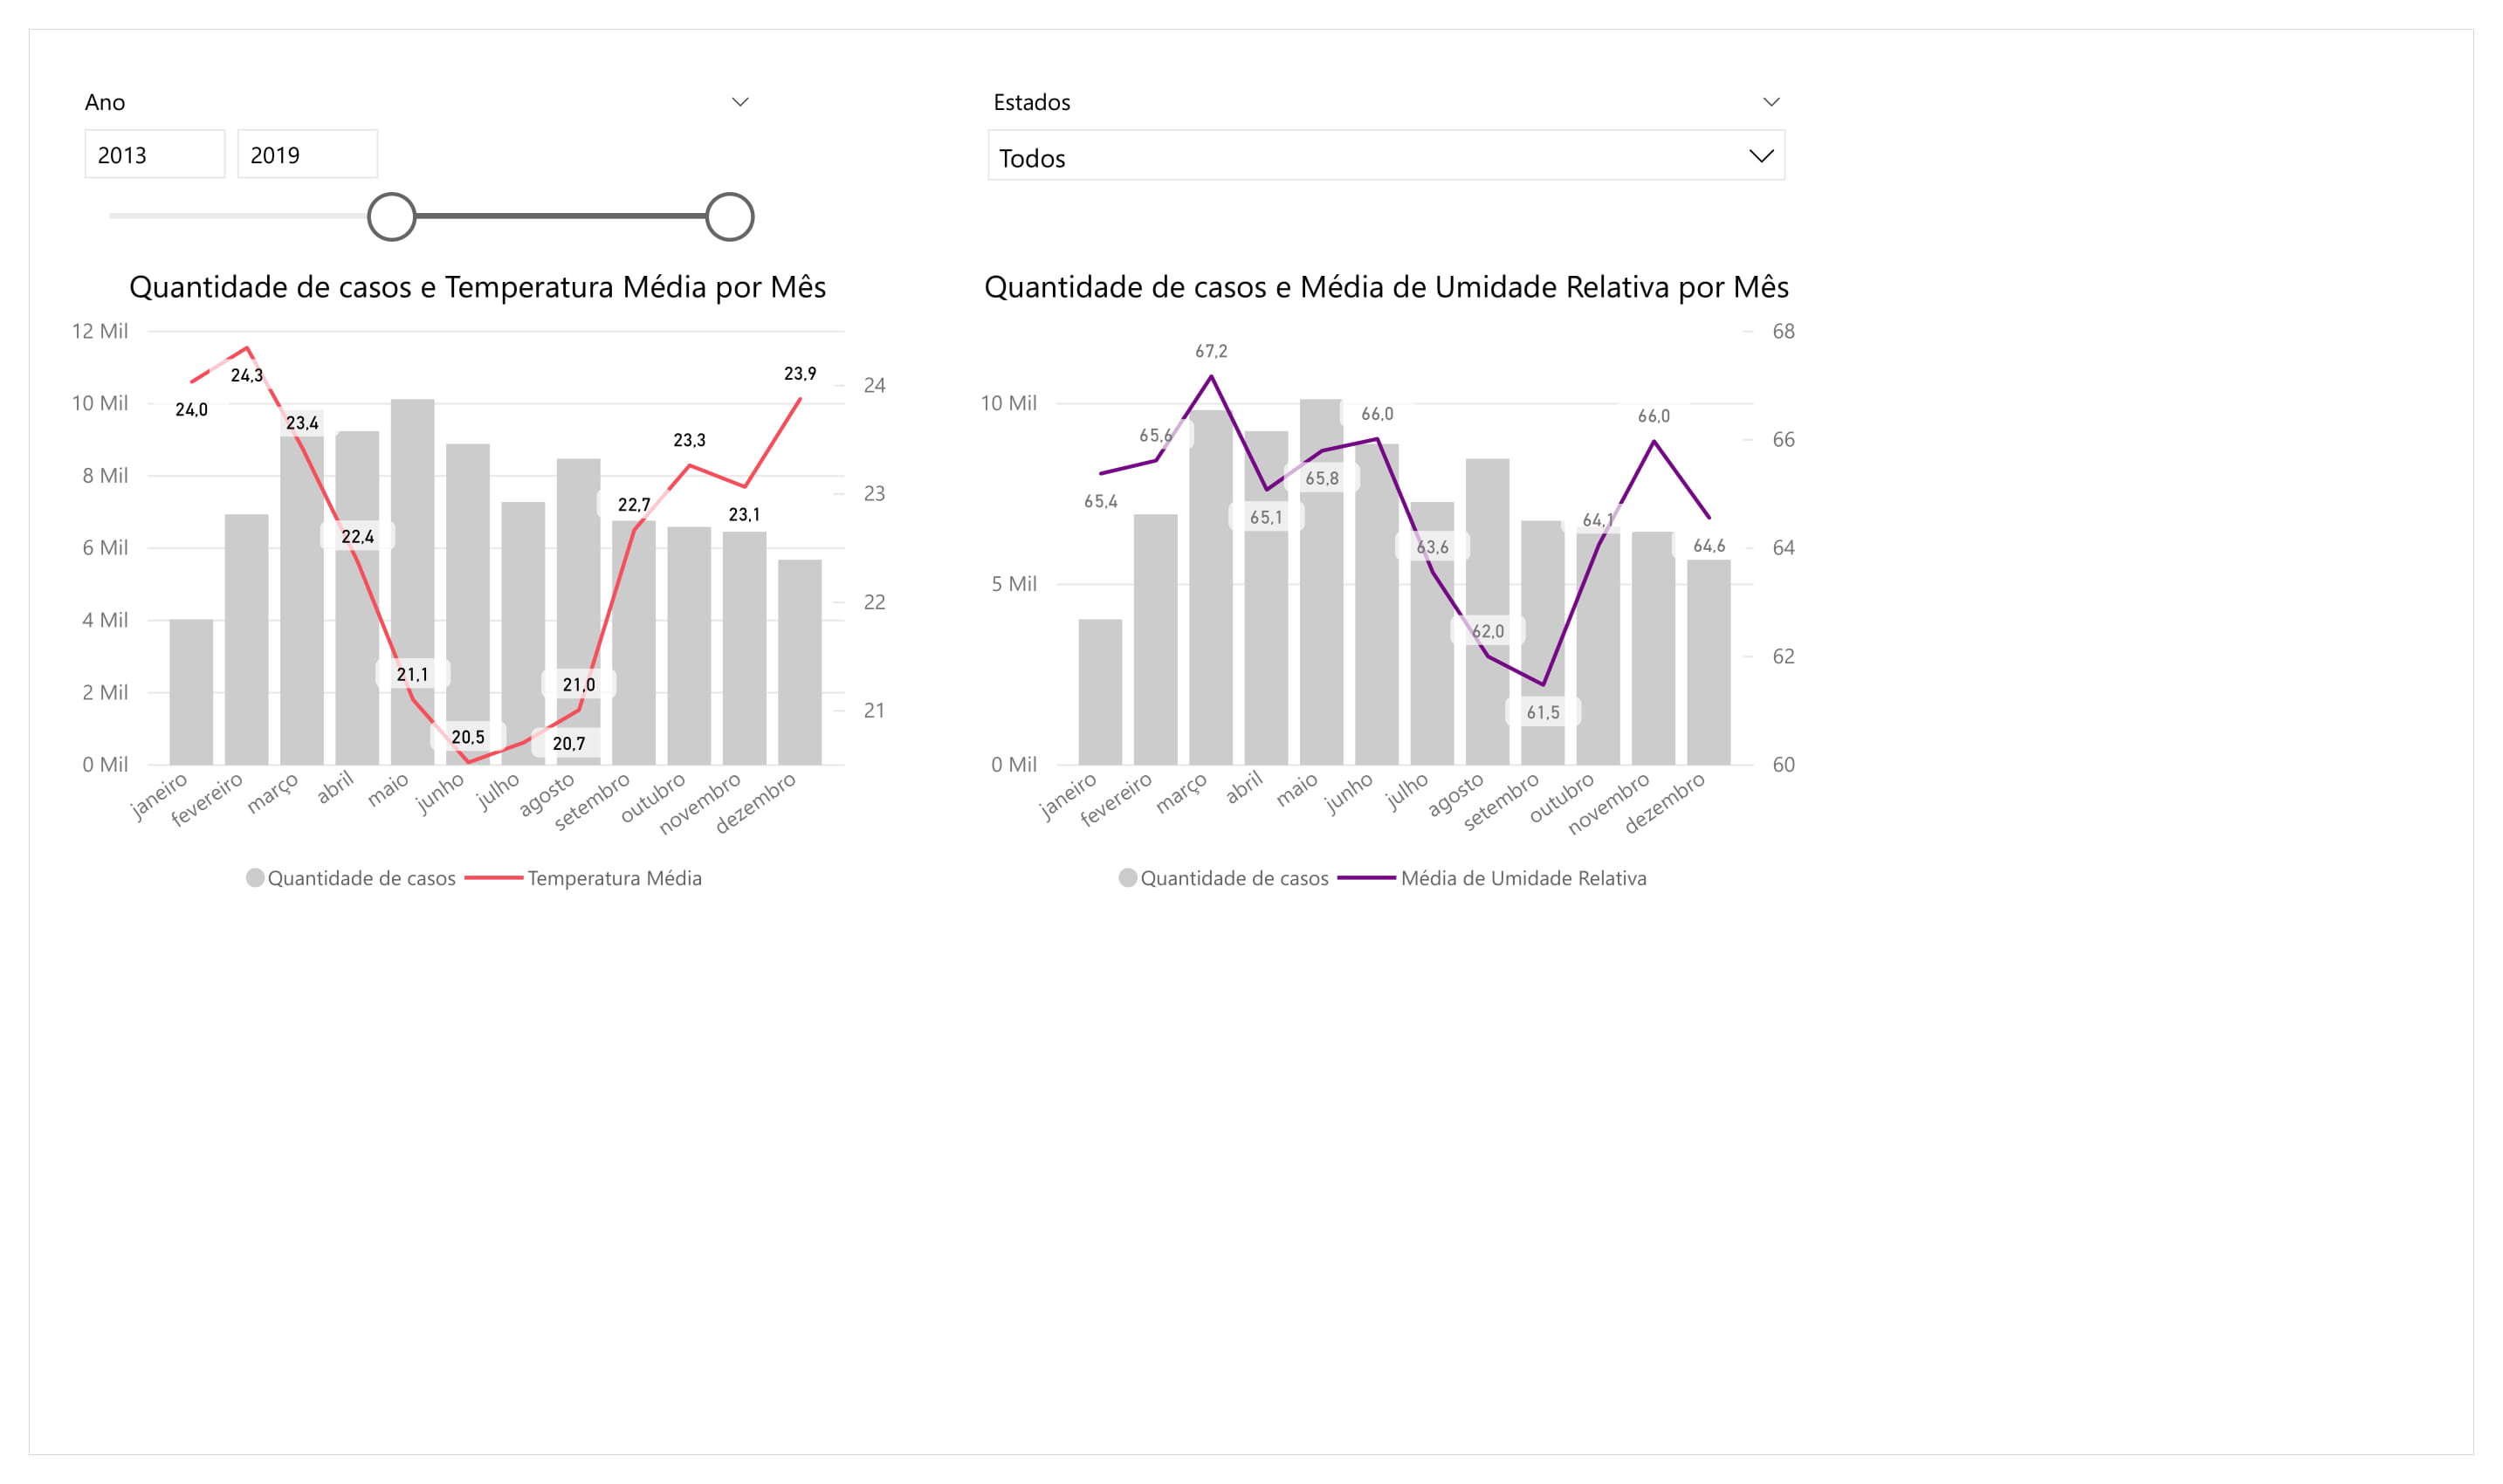 Ano
2013 2019
Estados
Todos
Quantidade de casos e Temperatura Média por Mês
12 Mil
10 Mil
8 Mil
6 Mil
4 Mil
2 Mil
0 Mil
24
23
22
21
24,0
24,3
23,4
22,4
21,1
20,5
20,7
21,0
22,7
23,3
23,1
23,9
janeiro
fevereiro
março
abril
maio
junho
julho
agosto
setembro
outubro
novembro
dezembro
Quantidade de casos Temperatura Média
Quantidade de casos e Média de Umidade Relativa por Mês
10 Mil
5 Mil
0 Mil
68
66
64
62
60
65,4
65,6
67,2
65,1
65,8
66,0
63,6
62,0
61,5
64,1
66,0
64,6
janeiro
fevereiro
março
abril
maio
junho
julho
agosto
setembro
outubro
novembro
dezembro
Quantidade de casos Média de Umidade Relativa